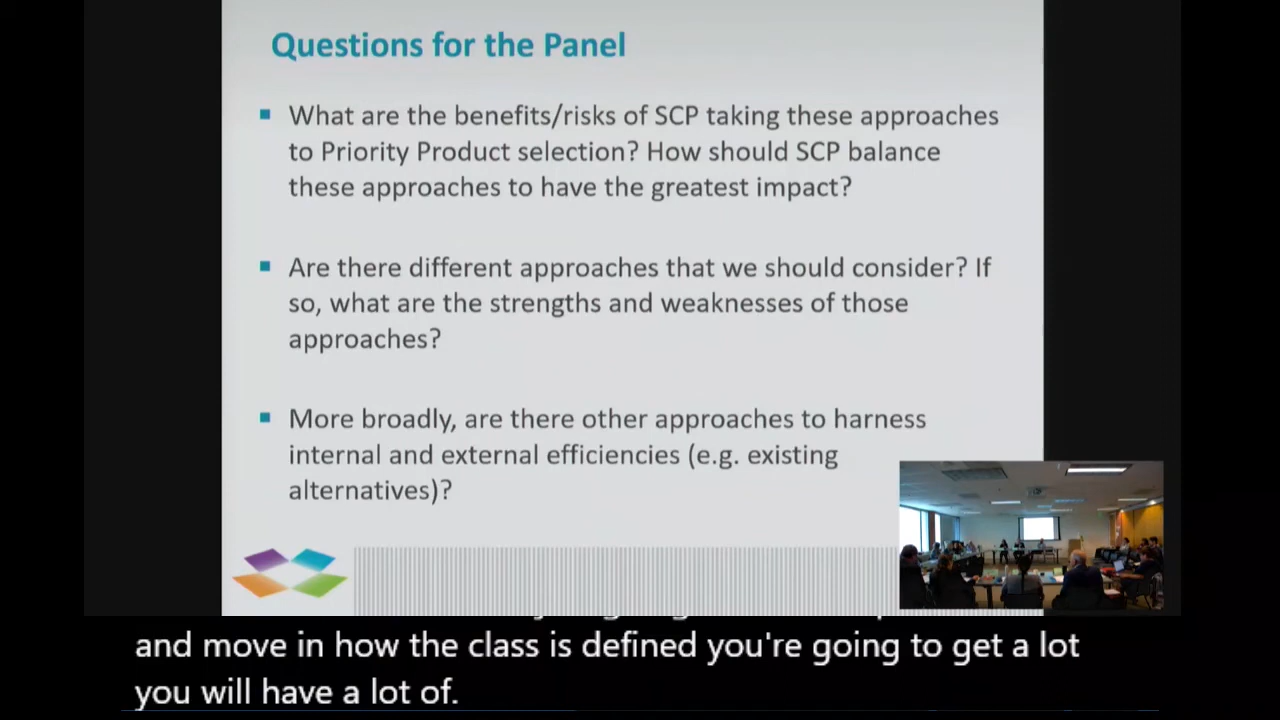 Questions for the Panel
What are the benefits/risks of SCP taking these approaches
to Priority Product selection? How should SCP balance
these approaches to have the greatest impact?
Are there different approaches that we should consider? If
so, what are the strengths and weaknesses of those
approaches?
More broadly, are there other approaches to harness
internal and external efficiencies (e.g. existing
alternatives)?
and move in how the class is defined you're going to get a lot
you will have a lot of.